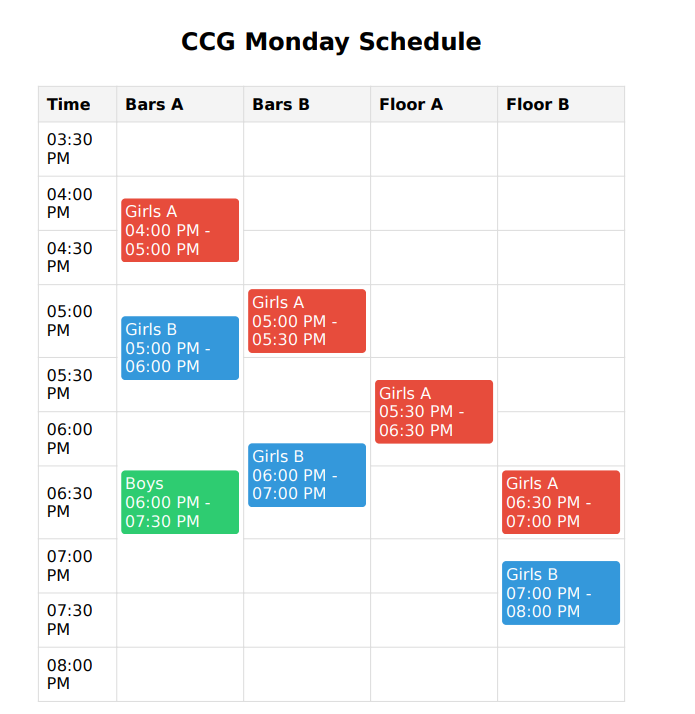 CCG Monday Schedule
Time Bars A Bars B Floor A Floor B
03:30
PM
04:00
PM
Girls A
04:00 PM -
05:00 PM
04:30
PM
05:00
PM
Girls B
05:00 PM -
06:00 PM
Girls A
05:00 PM -
05:30 PM
05:30
PM
Girls A
05:30 PM -
06:30 PM
06:00
PM
Girls B
06:00 PM -
07:00 PM
Boys
06:00 PM -
07:30 PM
06:30
PM
Girls A
06:30 PM -
07:00 PM
07:00
PM
Girls B
07:00 PM -
08:00 PM
07:30
PM
08:00
PM